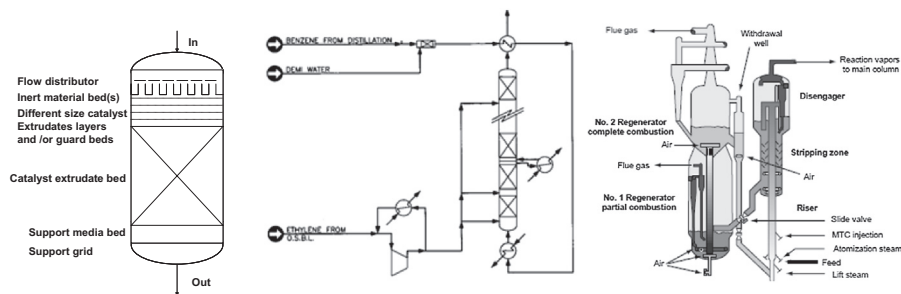 In
Flow distributor
Inert material bed(s)
Different size catalyst
Extrudates layers
and /or guard beds
Catalyst extrudate bed
Support media bed
Support grid
Out
BENZENE FROM DISTILLATION
DEMI WATER
ETHYLENE FROM
O.S.B.L.
Flue gas
Withdrawal
well
Reaction vapors
to main column
Disengager
No. 2 Regenerator
complete combustion
Air
Stripping zone
Flue gas
Air
No. 1 Regenerator
partial combustion
Riser
Slide valve
MTC injection
Atomization steam
Feed
Air
Lift steam